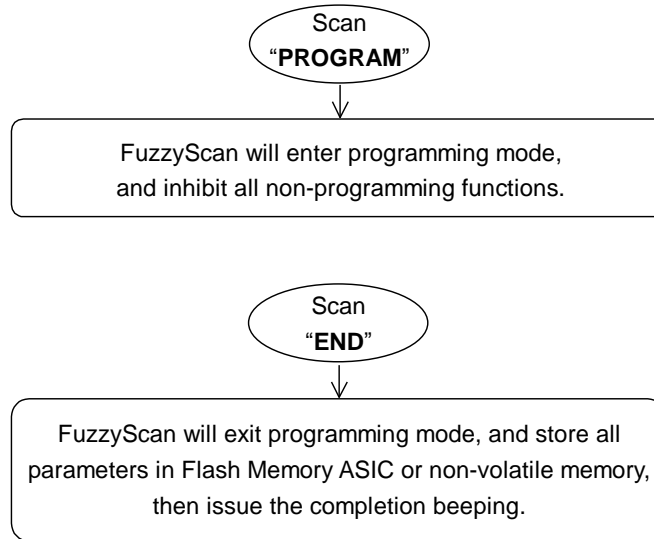 Scan
“PROGRAM”
FuzzyScan will enter programming mode,
and inhibit all non-programming functions.
Scan
“END”
FuzzyScan will exit programming mode, and store all
parameters in Flash Memory ASIC or non-volatile memory,
then issue the completion beeping.